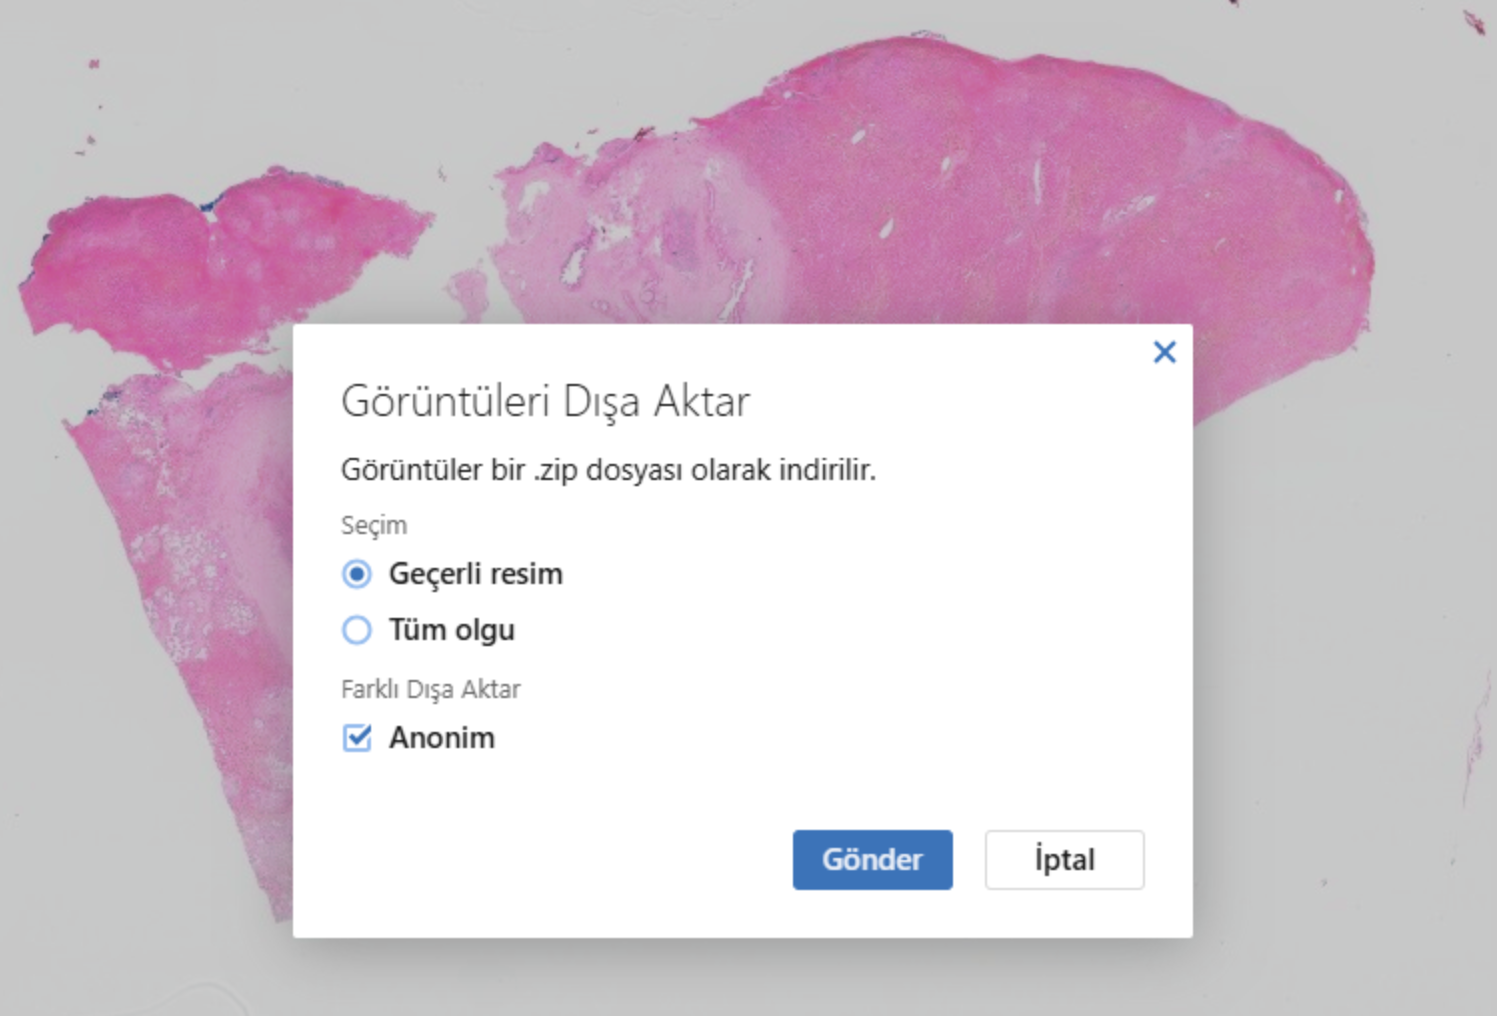 Görüntüleri Dışa Aktar
Görüntüler bir .zip dosyası olarak indirilir.
Seçim
Geçerli resim
Tüm olgu
Farklı Dışa Aktar
Anonim
Gönder
İptal